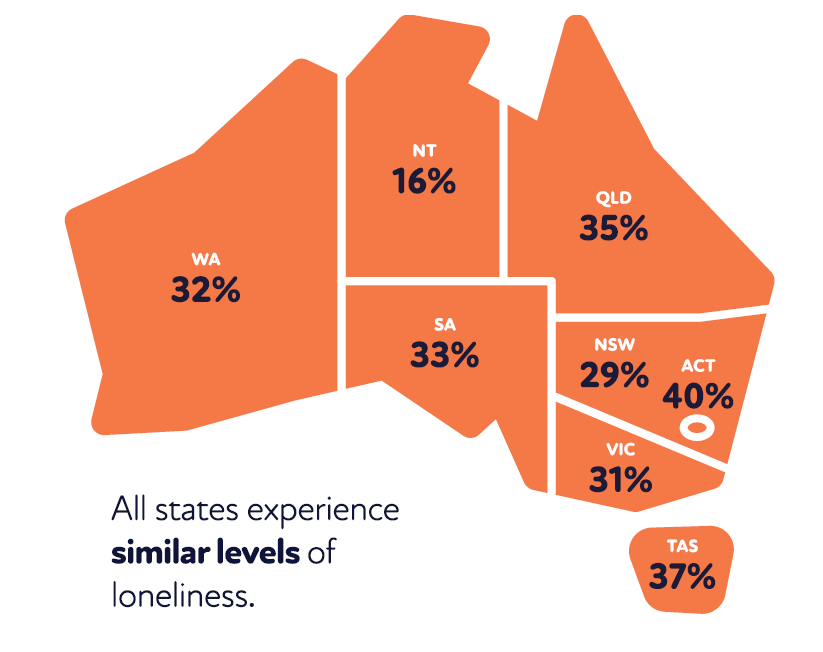 NT
16%
QLD
35%
WA
32%
SA
33%
NSW
29%
ACT
40%
VIC
31%
TAS
37%
All states experience
similar levels of
loneliness.